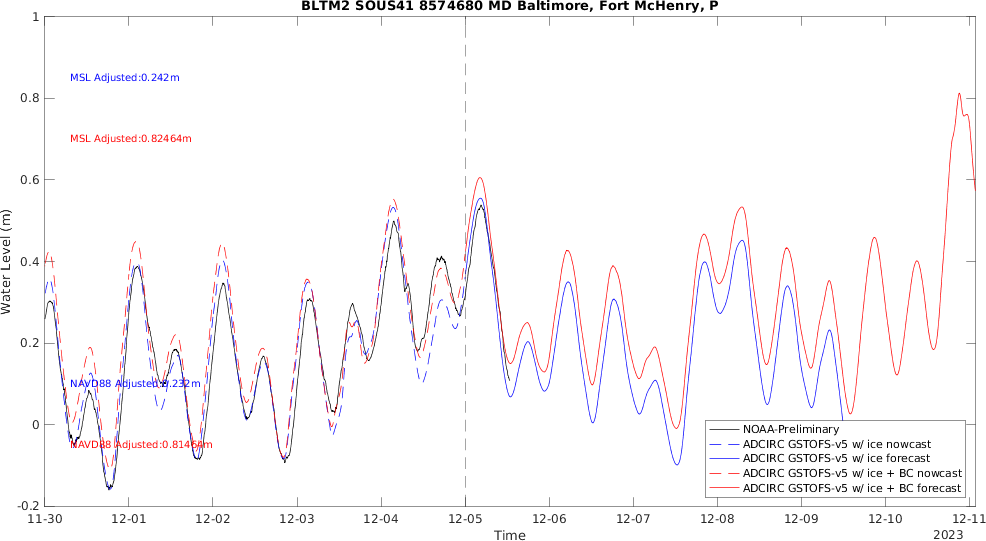 BLTM2 SOUS41 8574680 MD Baltimore, Fort McHenry, P
1
0.8
0.6
0.4
0.2
0
-0.2
Water Level (m)
MSL Adjusted:0.242m
MSL Adjusted:0.82464m
NAVD88 Adjusted:0.232m
NAVD88 Adjusted:0.81464m
NOAA-Preliminary
ADCIRC GSTOFS-v5 w/ ice nowcast
ADCIRC GSTOFS-v5 w/ ice forecast
ADCIRC GSTOFS-v5 w/ ice + BC nowcast
ADCIRC GSTOFS-v5 w/ ice + BC forecast
11-30 12-01 12-02 12-03 12-04 12-05 12-06 12-07 12-08 12-09 12-10 12-11
Time
2023